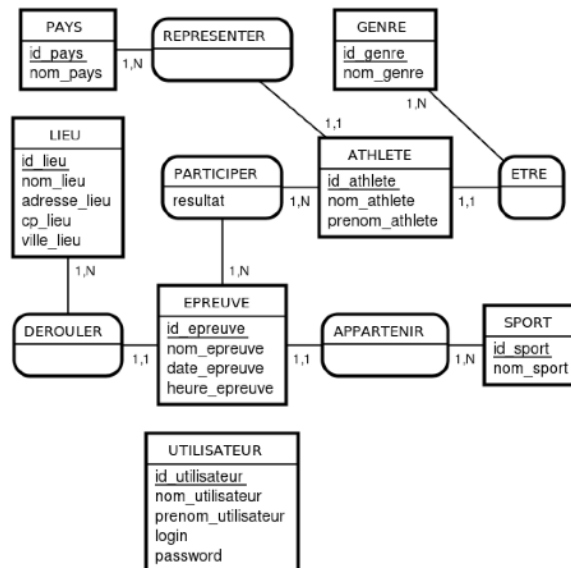 PAYS
id_pays
nom_pays
1,N
REPRESENTER
GENRE
id_genre
nom_genre
1,N
1,1
LIEU
id_lieu
nom_lieu
adresse_lieu
cp_lieu
ville_lieu
1,N
PARTICIPER
resultat
1,N
ATHLETE
id_athlete
nom_athlete
prenom_athlete
1,1
ETRE
1,N
DEROULER
1,1
EPREUVE
id_epreuve
nom_epreuve
date_epreuve
heure_epreuve
1,1
APPARTENIR
1,N
SPORT
id_sport
nom_sport
UTILISATEUR
id_utilisateur
nom_utilisateur
prenom_utilisateur
login
password